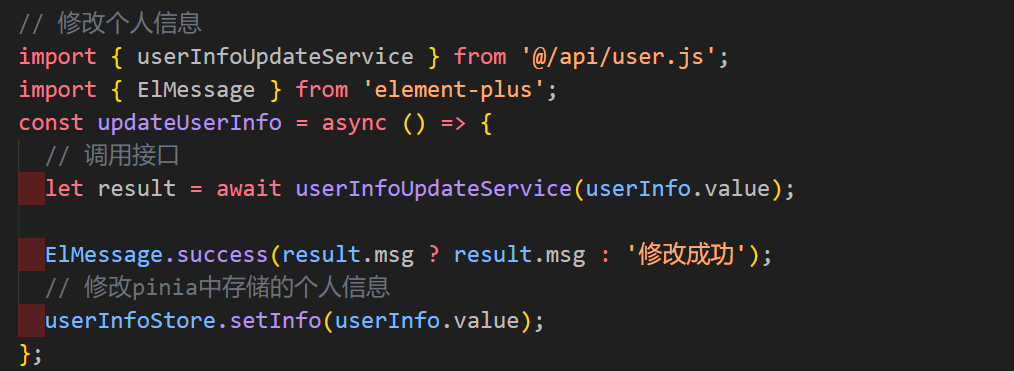 // 修改个人信息
import { userInfoUpdateService } from '@/api/user.js';
import { ElMessage } from 'element-plus';
const updateUserInfo = async () => {
  // 调用接口
  let result = await userInfoUpdateService(userInfo.value);

  ElMessage.success(result.msg ? result.msg : '修改成功');
  // 修改pinia中存储的个人信息
  userInfoStore.setInfo(userInfo.value);
};